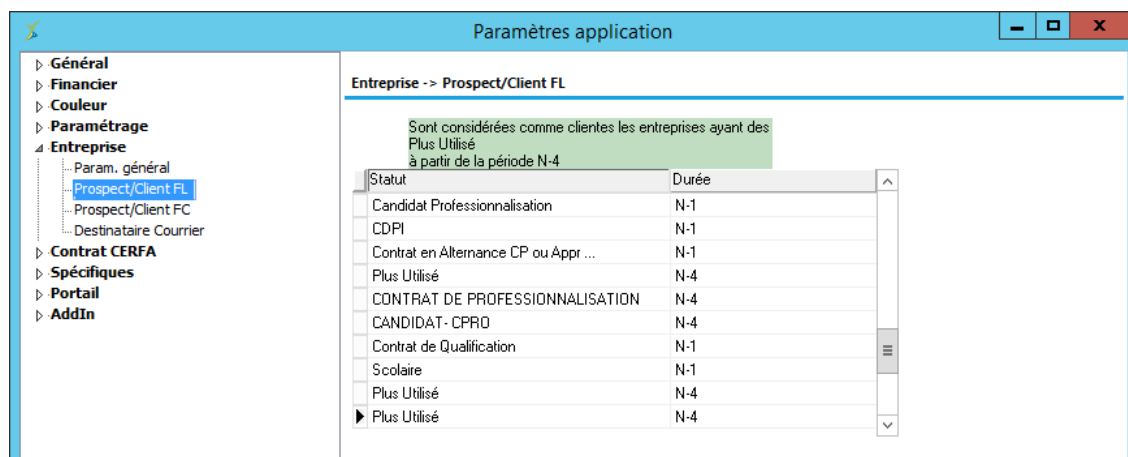 Paramètres application
Général
Financier
Couleur
Paramétrage
Entreprise
Param. général
Prospect/Client FL
Prospect/Client FC
Destinataire Courrier
Contrat CERFA
Spécifiques
Portail
AddIn
Entreprise -> Prospect/Client FL
Sont considérées comme clientes les entreprises ayant des
Plus Utilisé
à partir de la période N-4
Statut Durée
Candidat Professionnalisation N-1
CDPI N-1
Contrat en Alternance CP ou Appr ... N-1
Plus Utilisé N-4
CONTRAT DE PROFESSIONNALISATION N-4
CANDIDAT- CPRO N-4
Contrat de Qualification N-1
Scolaire N-1
Plus Utilisé N-4
Plus Utilisé N-4